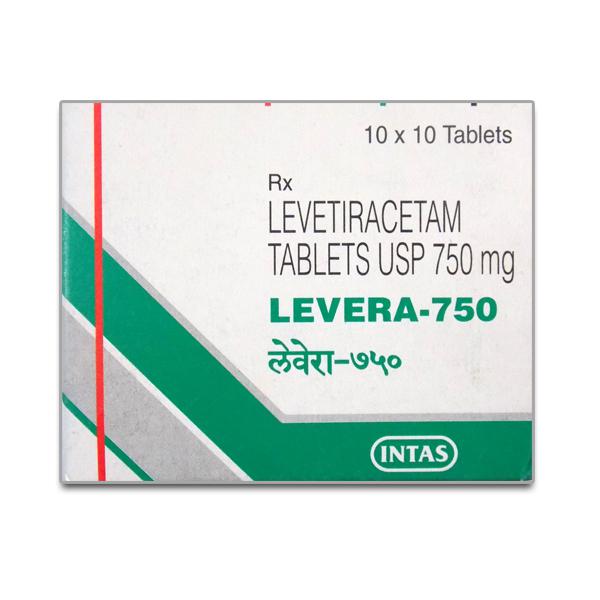 10 x 10 Tablets
Rx
LEVETIRACETAM
TABLETS USP 750 mg
LEVERA-750
लेवेरा-७५०
INTAS